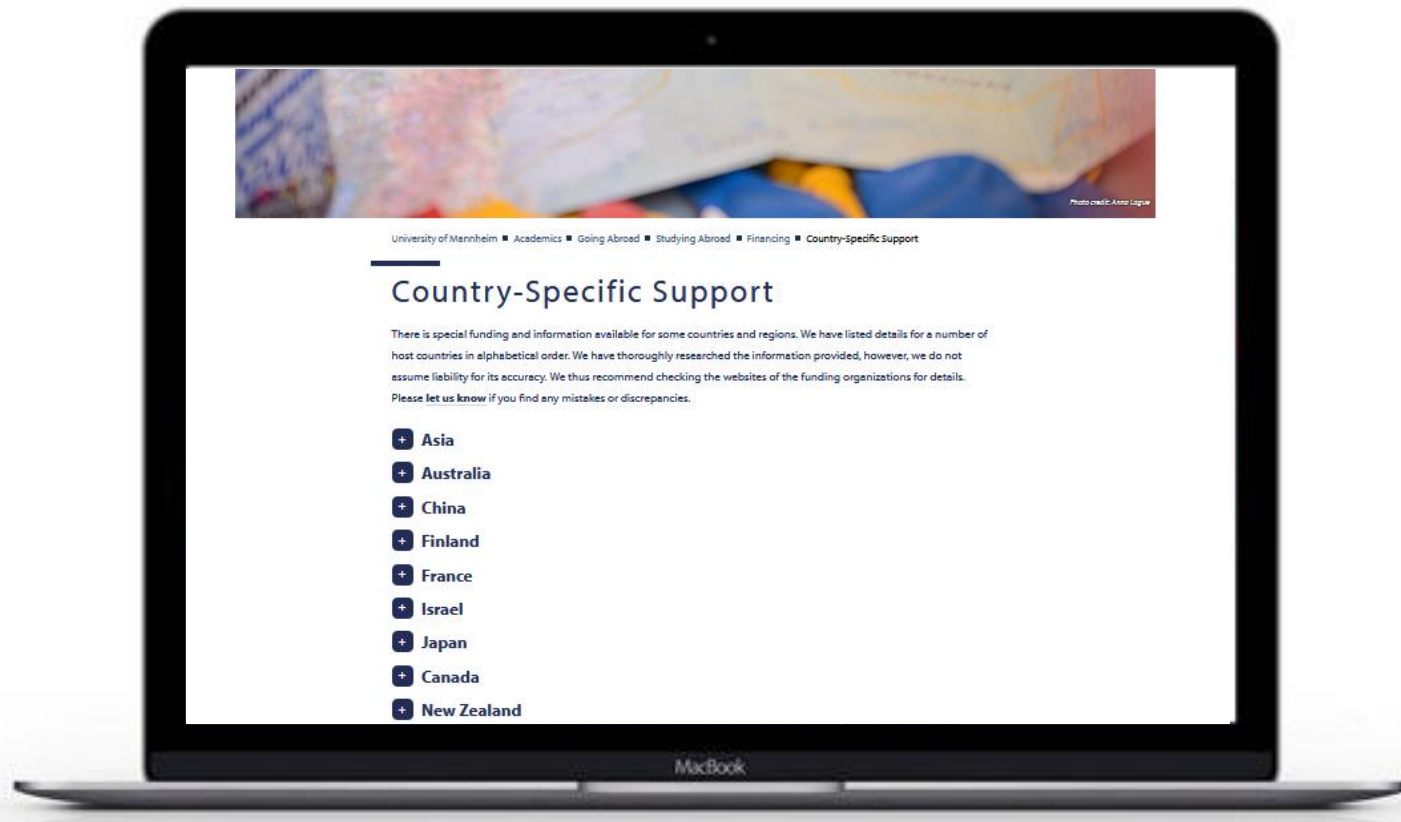 Photo credit: Anna Logue
University of Mannheim ■ Academics ■ Going Abroad ■ Studying Abroad ■ Financing ■ Country-Specific Support
Country-Specific Support
There is special funding and information available for some countries and regions. We have listed details for a number of
host countries in alphabetical order. We have thoroughly researched the information provided, however, we do not
assume liability for its accuracy. We thus recommend checking the websites of the funding organizations for details.
Please let us know if you find any mistakes or discrepancies.
+ Asia
+ Australia
+ China
+ Finland
+ France
+ Israel
+ Japan
+ Canada
+ New Zealand
MacBook